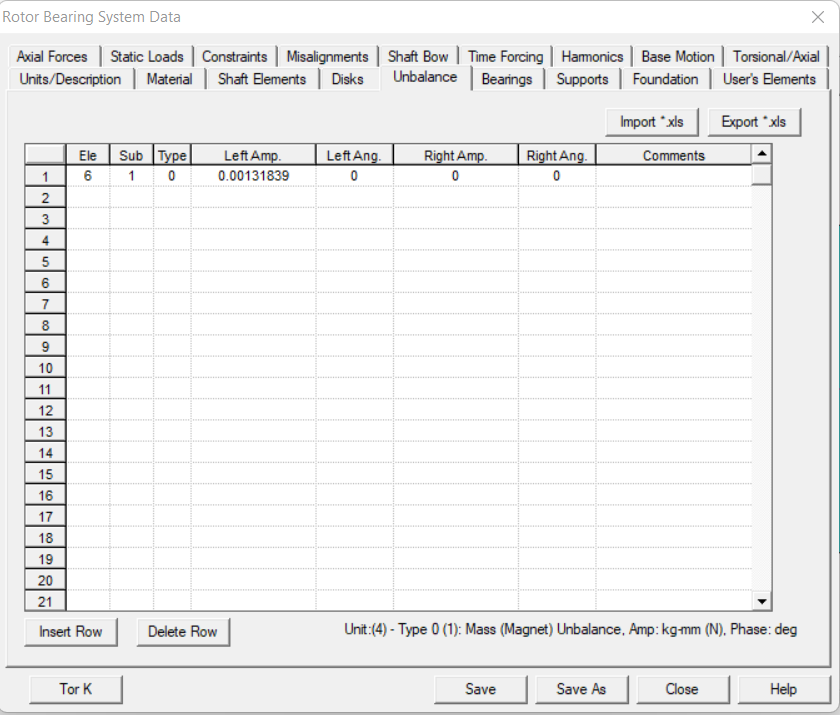 Rotor Bearing System Data
Axial Forces Static Loads Constraints Misalignments Shaft Bow Time Forcing Harmonics Base Motion Torsional/Axial
Units/Description Material Shaft Elements Disks Unbalance Bearings Supports Foundation User's Elements
Import *.xls Export *.xls
Ele Sub Type Left Amp. Left Ang. Right Amp. Right Ang. Comments
1 6 1 0 0.00131839 0 0 0
2
3
4
5
6
7
8
9
10
11
12
13
14
15
16
17
18
19
20
21
Insert Row Delete Row Unit:(4) - Type 0 (1): Mass (Magnet) Unbalance, Amp: kg-mm (N), Phase: deg
Tor K Save Save As Close Help